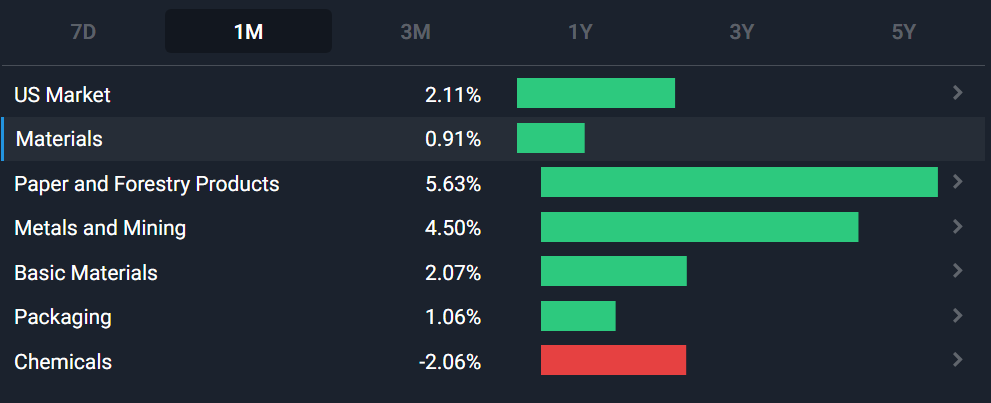 7D 1M 3M 1Y 3Y 5Y
US Market 2.11%
Materials 0.91%
Paper and Forestry Products 5.63%
Metals and Mining 4.50%
Basic Materials 2.07%
Packaging 1.06%
Chemicals -2.06%